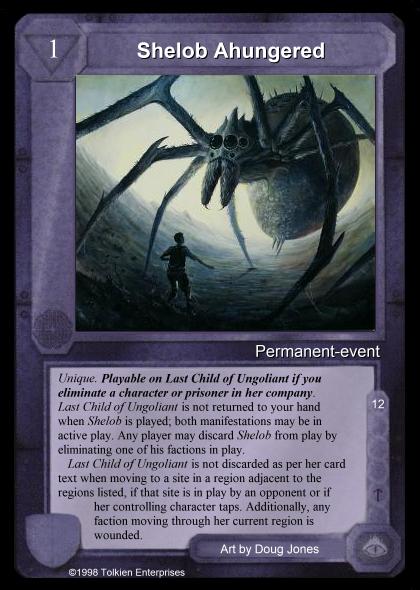 1
Shelob Ahungered
Permanent-event
Unique. Playable on Last Child of Ungoliant if you
eliminate a character or prisoner in her company.
Last Child of Ungoliant is not returned to your hand
when Shelob is played; both manifestations may be in
active play. Any player may discard Shelob from play by
eliminating one of his factions in play.
Last Child of Ungoliant is not discarded as per her card
text when moving to a site in a region adjacent to the
regions listed, if that site is in play by an opponent or if
her controlling character taps. Additionally, any
faction moving through her current region is
wounded.
12
Art by Doug Jones
©1998 Tolkien Enterprises